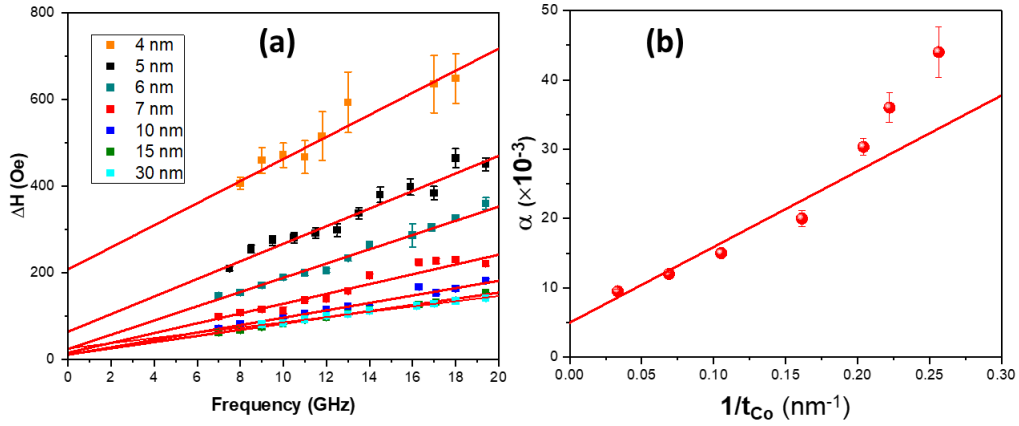 800
600
400
200
0
ΔH (Oe)
4 nm
5 nm
6 nm
7 nm
10 nm
15 nm
30 nm
(a)
0 2 4 6 8 10 12 14 16 18 20
Frequency (GHz)
50
40
30
20
10
0
α (×10⁻³)
(b)
0.00 0.05 0.10 0.15 0.20 0.25 0.30
1/t_Co (nm⁻¹)